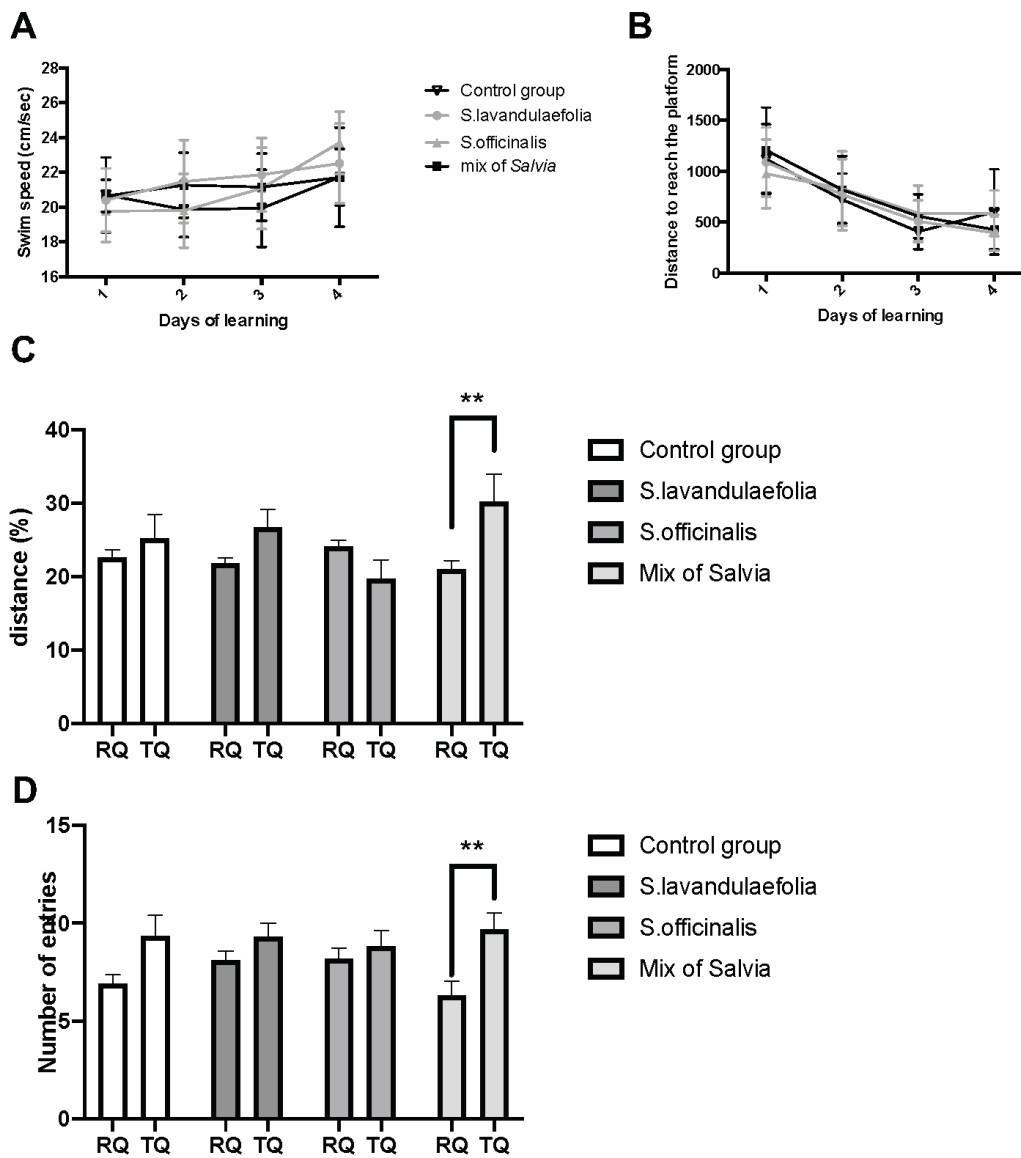 A
Swim speed (cm/sec)
28
26
24
22
20
18
16
1
2
3
4
Days of learning
Control group
S.lavandulaefolia
S.officinalis
mix of Salvia
B
Distance to reach the platform
2000
1500
1000
500
0
1
2
3
4
Days of learning
C
distance (%)
40
30
20
10
0
**
RQ TQ RQ TQ RQ TQ RQ TQ
Control group
S.lavandulaefolia
S.officinalis
Mix of Salvia
D
Number of entries
15
10
5
0
**
RQ TQ RQ TQ RQ TQ RQ TQ
Control group
S.lavandulaefolia
S.officinalis
Mix of Salvia